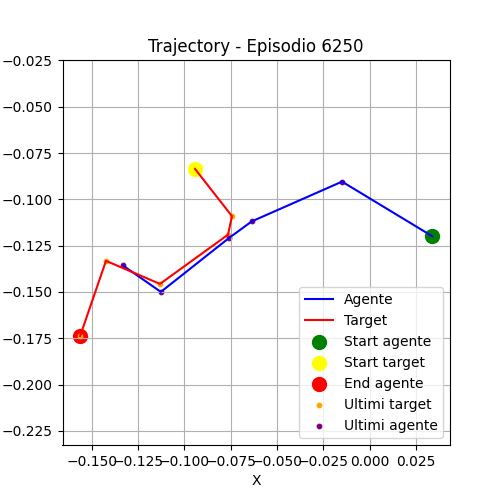 Trajectory - Episodio 6250
−0.025
−0.050
−0.075
−0.100
−0.125
−0.150
−0.175
−0.200
−0.225
Agente
Target
Start agente
Start target
End agente
Ultimi target
Ultimi agente
−0.150 −0.125 −0.100 −0.075 −0.050 −0.025 0.000 0.025
X